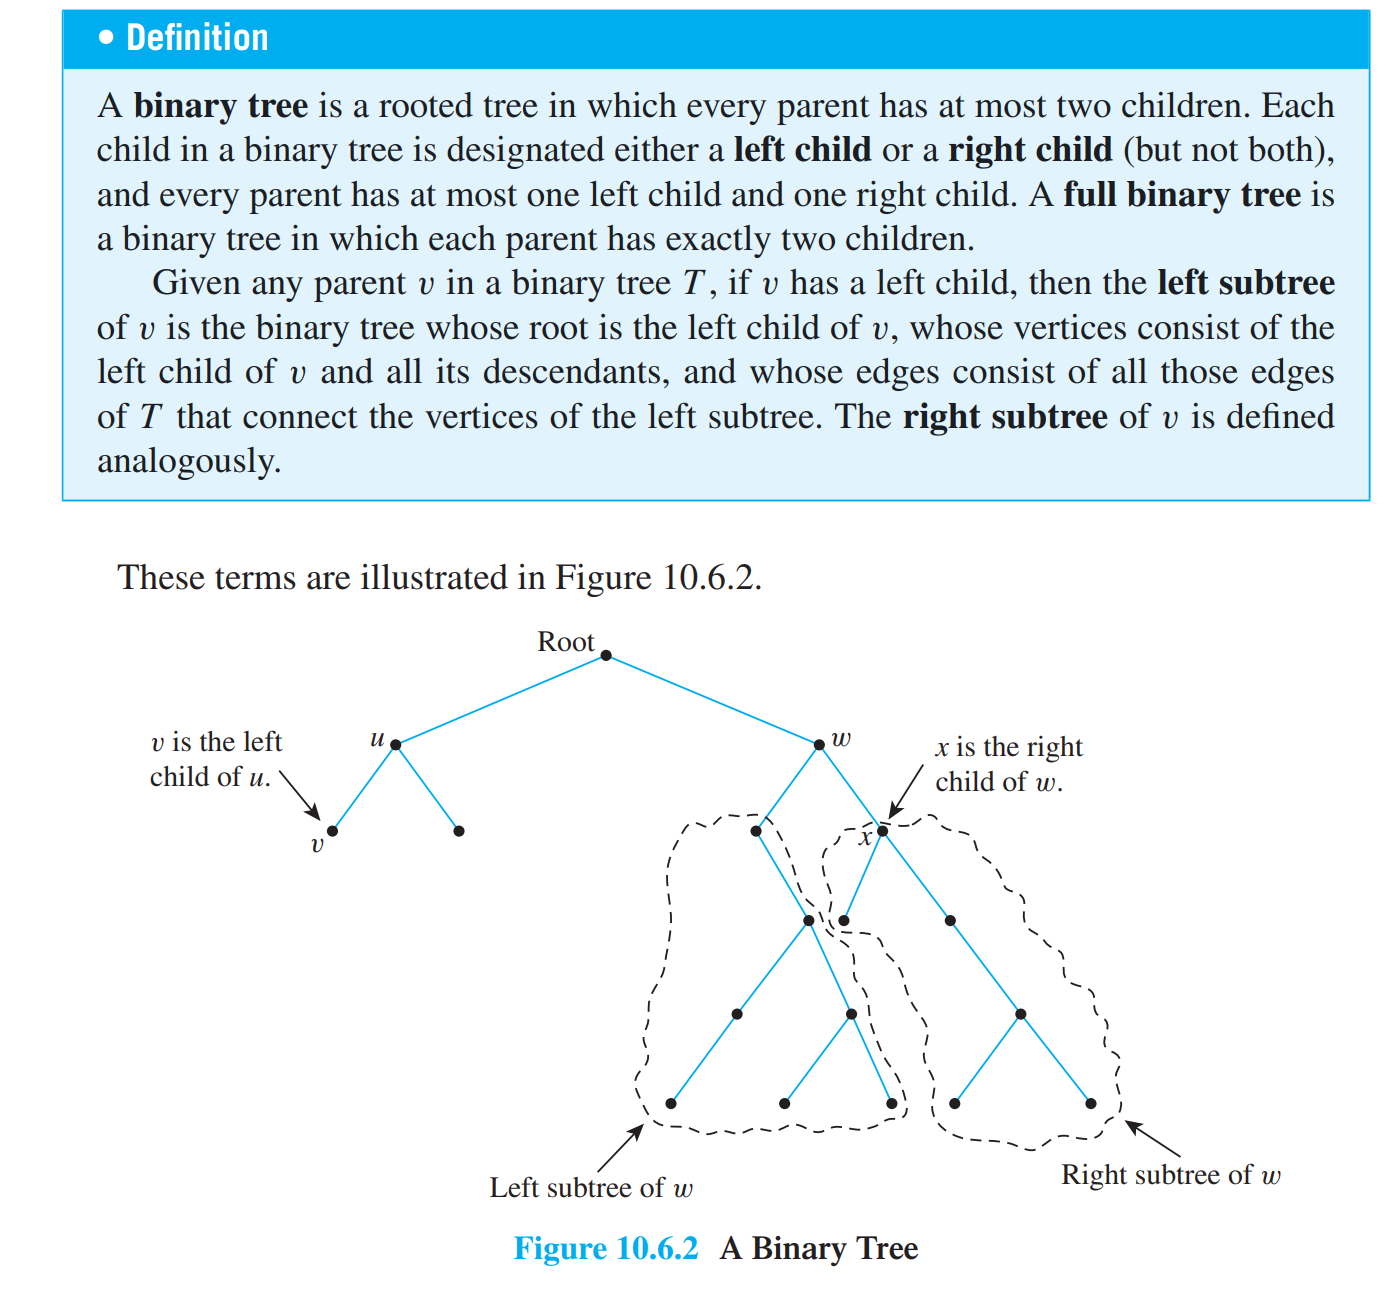 • Definition
A binary tree is a rooted tree in which every parent has at most two children. Each
child in a binary tree is designated either a left child or a right child (but not both),
and every parent has at most one left child and one right child. A full binary tree is
a binary tree in which each parent has exactly two children.
Given any parent v in a binary tree T, if v has a left child, then the left subtree
of v is the binary tree whose root is the left child of v, whose vertices consist of the
left child of v and all its descendants, and whose edges consist of all those edges
of T that connect the vertices of the left subtree. The right subtree of v is defined
analogously.
These terms are illustrated in Figure 10.6.2.
Root
v is the left
child of u.
u
w
x is the right
child of w.
v
x
Left subtree of w
Right subtree of w
Figure 10.6.2 A Binary Tree